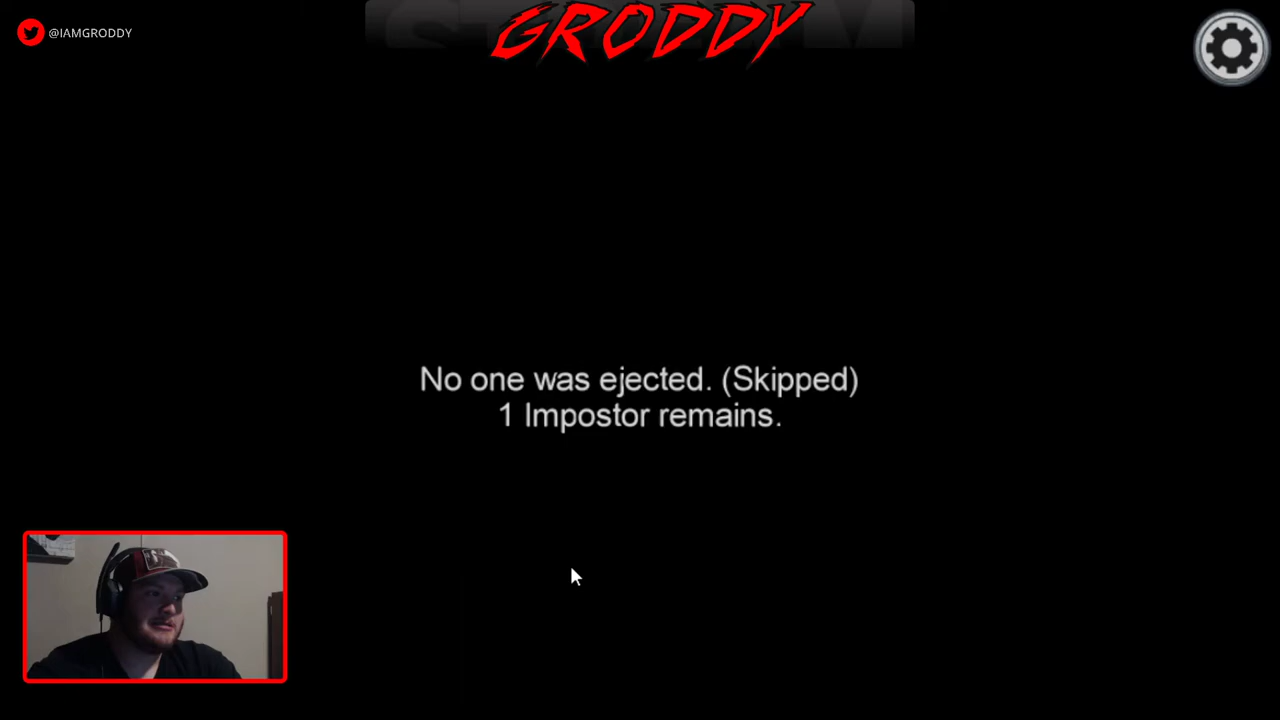 @IAMGRODDY
GRODDY
No one was ejected. (Skipped)
1 Impostor remains.